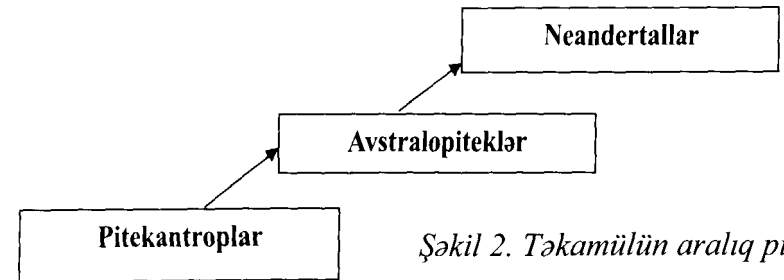 Neandertallar
Avstralopiteklər
Pitekantroplar
Şəkil 2. Təkamülün aralıq